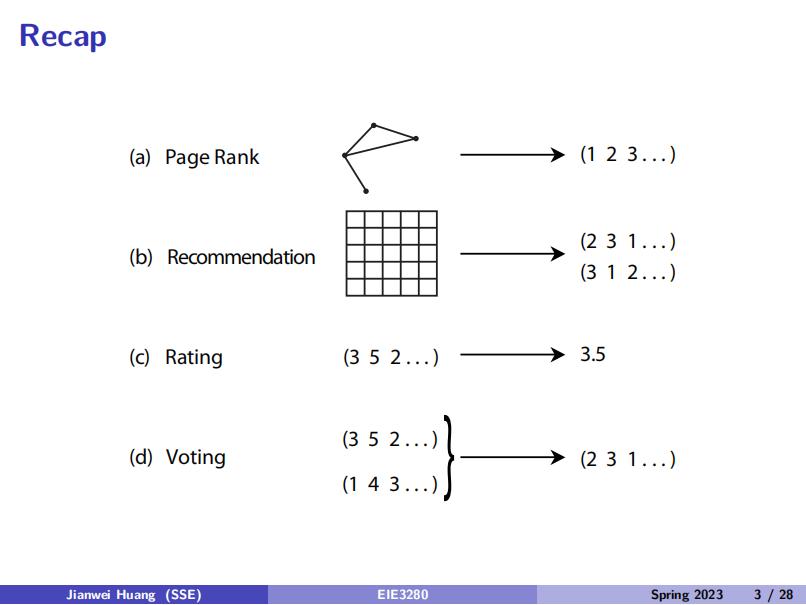 Recap
(a) Page Rank (1 2 3...)
(b) Recommendation (2 3 1...)
(3 1 2...)
(c) Rating (3 5 2...) 3.5
(d) Voting (3 5 2...)
(1 4 3...) (2 3 1...)
Jianwei Huang (SSE) EIE3280 Spring 2023 3 / 28